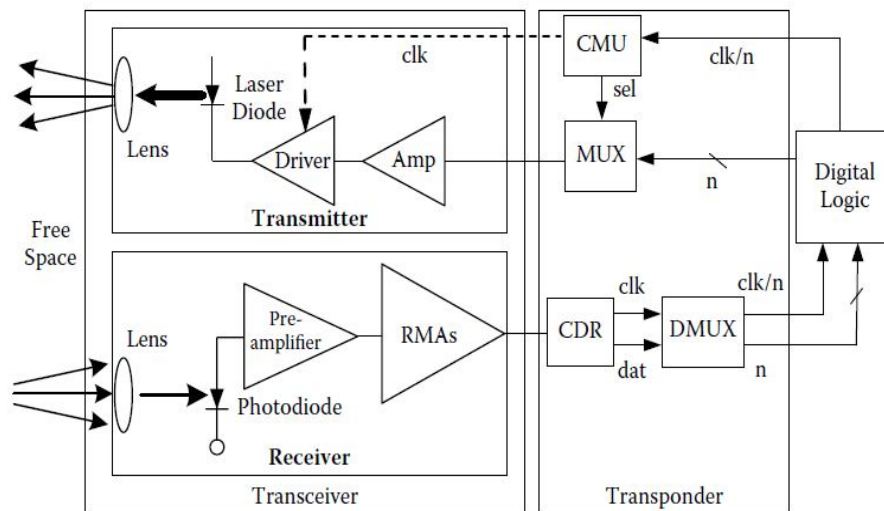 clk
CMU
clk/n
Laser
Diode
sel
Lens
Driver
Amp
MUX
n
Digital
Logic
Transmitter
Free
Space
Lens
Pre-
amplifier
RMAs
clk
clk/n
CDR
DMUX
dat
n
Photodiode
Receiver
Transceiver
Transponder